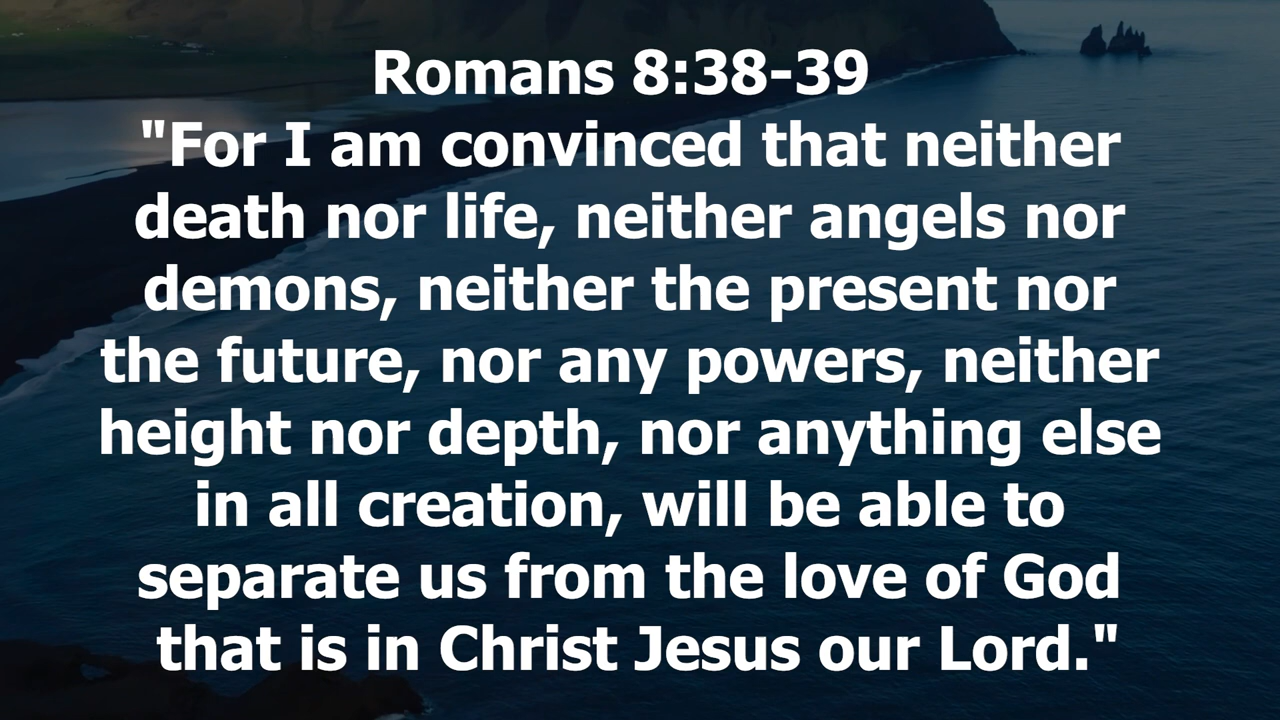 Romans 8:38-39
"For I am convinced that neither
death nor life, neither angels nor
demons, neither the present nor
the future, nor any powers, neither
height nor depth, nor anything else
in all creation, will be able to
separate us from the love of God
that is in Christ Jesus our Lord."